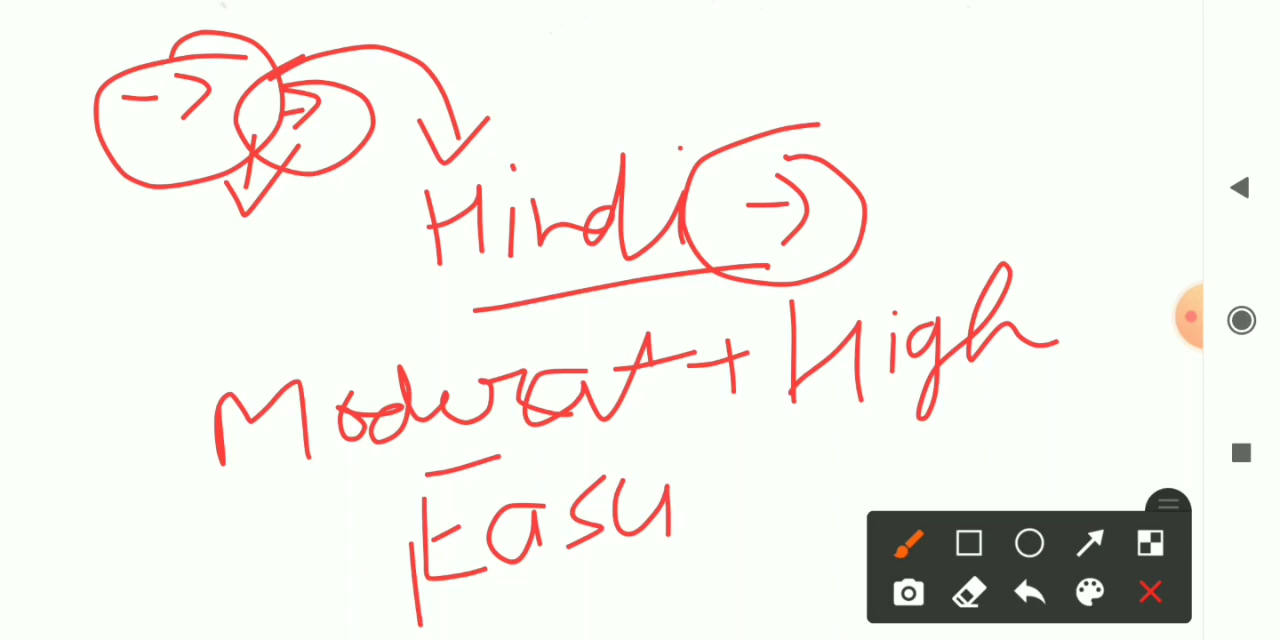 Hindi →
Moderat + High
Easy